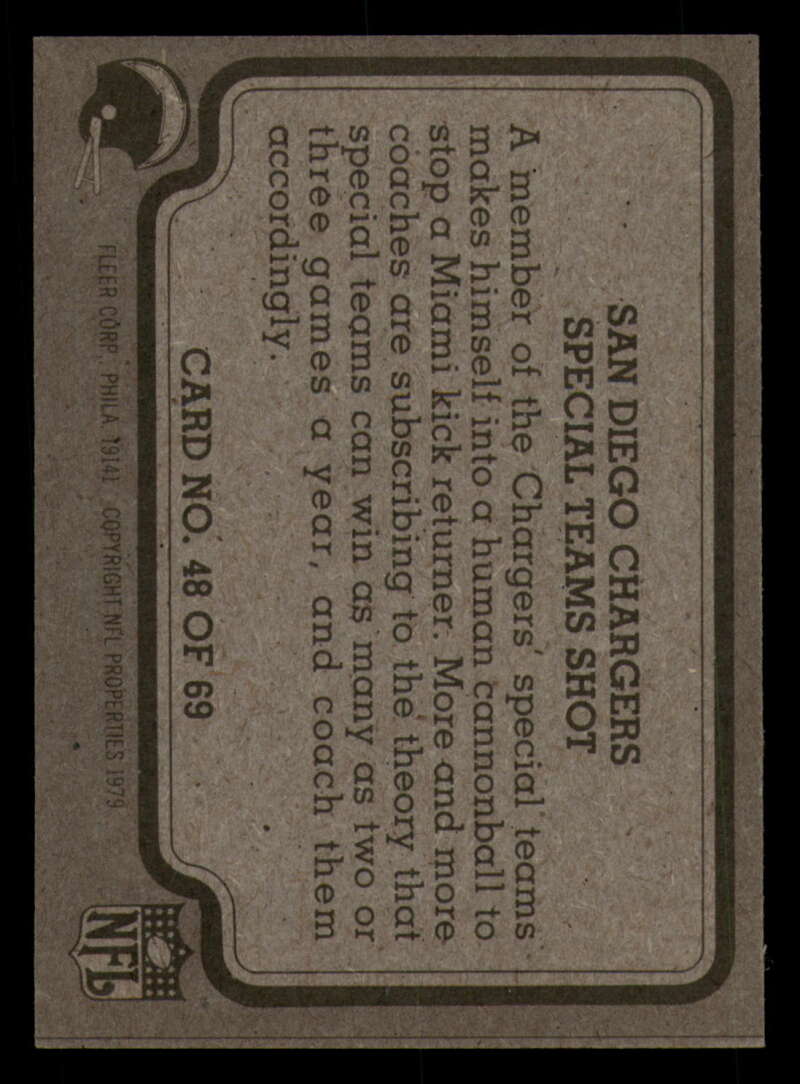 SAN DIEGO CHARGERS
SPECIAL TEAMS SHOT
A member of the Chargers' special teams
makes himself into a human cannonball to
stop a Miami kick returner. More and more
coaches are subscribing to the theory that
special teams can win as many as two or
three games a year, and coach them
accordingly.
CARD NO. 48 OF 69
FLEER CORP., PHILA 19141 COPYRIGHT NFL PROPERTIES 1979
NFL